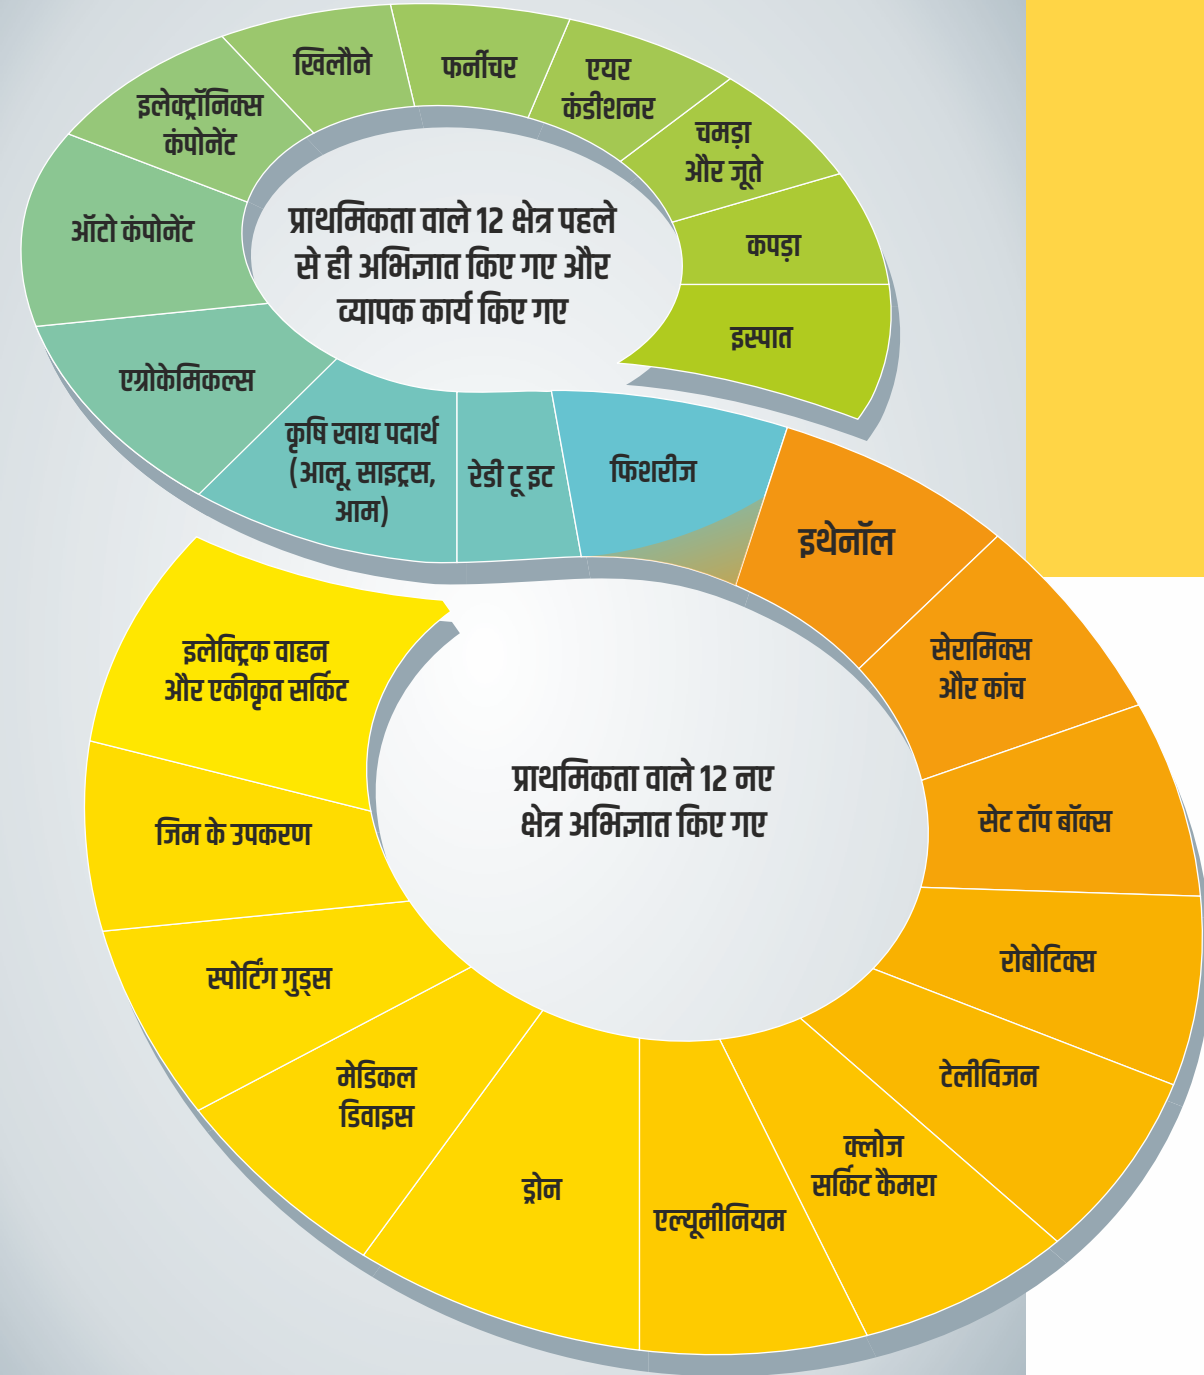 खिलौने
फर्नीचर
एयर
कंडीशनर
इलेक्ट्रॉनिक्स
कंपोनेंट
चमड़ा
और जूते
ऑटो कंपोनेंट
प्राथमिकता वाले 12 क्षेत्र पहले
से ही अभिज्ञात किए गए और
व्यापक कार्य किए गए
कपड़ा
इस्पात
एग्रोकेमिकल्स
कृषि खाद्य पदार्थ
(आलू, साइट्रस,
आम)
रेडी टू इट
फिशरीज
इथेनॉल
सेरामिक्स
और कांच
इलेक्ट्रिक वाहन
और एकीकृत सर्किट
प्राथमिकता वाले 12 नए
क्षेत्र अभिज्ञात किए गए
सेट टॉप बॉक्स
जिम के उपकरण
रोबोटिक्स
स्पोर्टिंग गुड्स
टेलीविजन
मेडिकल
डिवाइस
क्लोज
सर्किट कैमरा
ड्रोन
एल्यूमीनियम